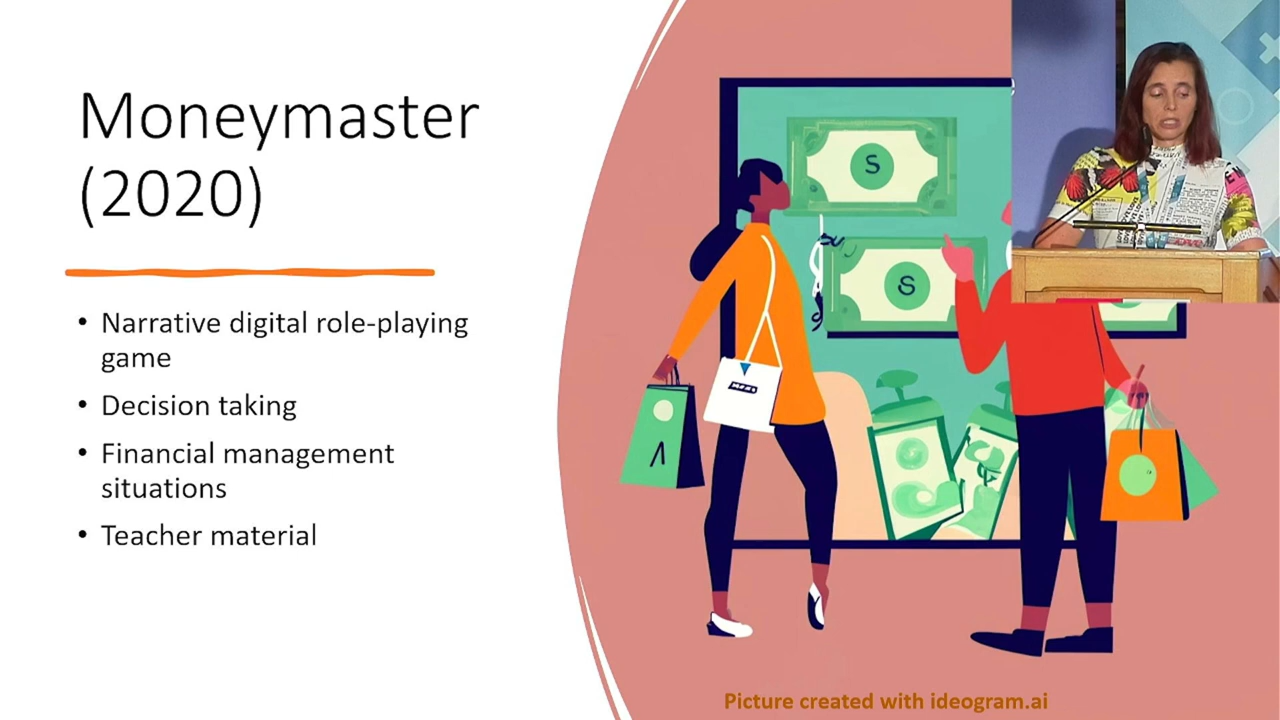 Moneymaster
(2020)
• Narrative digital role-playing
game
• Decision taking
• Financial management
situations
• Teacher material
S
S
Picture created with ideogram.ai